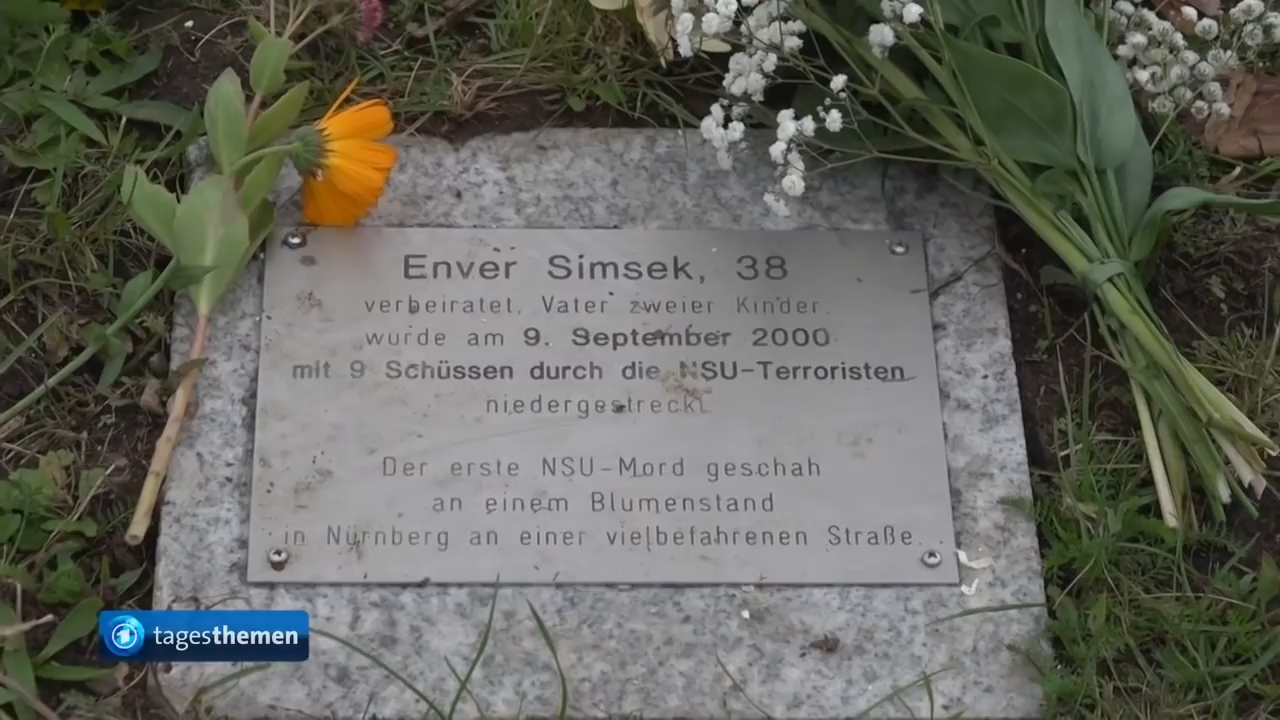 Enver Simsek, 38
verheiratet, Vater zweier Kinder,
wurde am 9. September 2000
mit 9 Schüssen durch die NSU-Terroristen
niedergestreckt.
Der erste NSU-Mord geschah
an einem Blumenstand
in Nürnberg an einer vielbefahrenen Straße.
tagesthemen